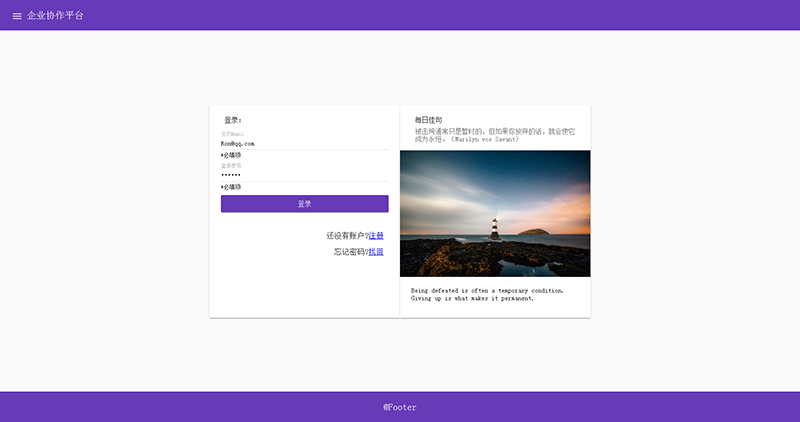 企业协作平台
登录:
登录Email
Rom@qq.com
*必填项
登录密码
*必填项
登录
还没有账户?注册
忘记密码?找回
每日佳句
被击垮通常只是暂时的，但如果你放弃的话，就会使它
成为永恒。（Marilyn vos Savant）
Being defeated is often a temporary condition.
Giving up is what makes it permanent.
@Footer